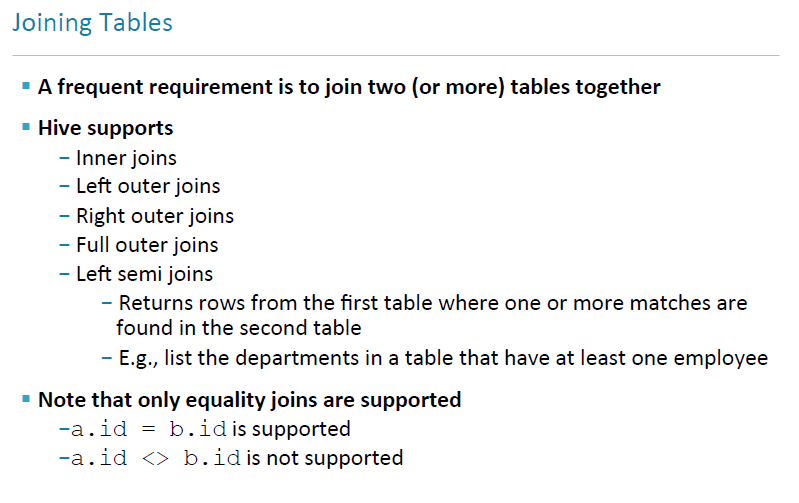 Joining Tables
▪ A frequent requirement is to join two (or more) tables together
▪ Hive supports
– Inner joins
– Left outer joins
– Right outer joins
– Full outer joins
– Left semi joins
– Returns rows from the first table where one or more matches are
found in the second table
– E.g., list the departments in a table that have at least one employee
▪ Note that only equality joins are supported
–a.id = b.id is supported
–a.id <> b.id is not supported